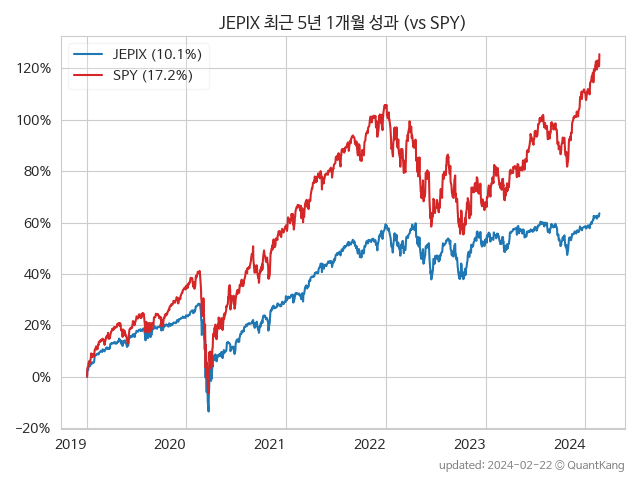 JEPIX 최근 5년 1개월 성과 (vs SPY)
JEPIX (10.1%)
SPY (17.2%)
120%
100%
80%
60%
40%
20%
0%
−20%
2019 2020 2021 2022 2023 2024
updated: 2024-02-22 © QuantKang